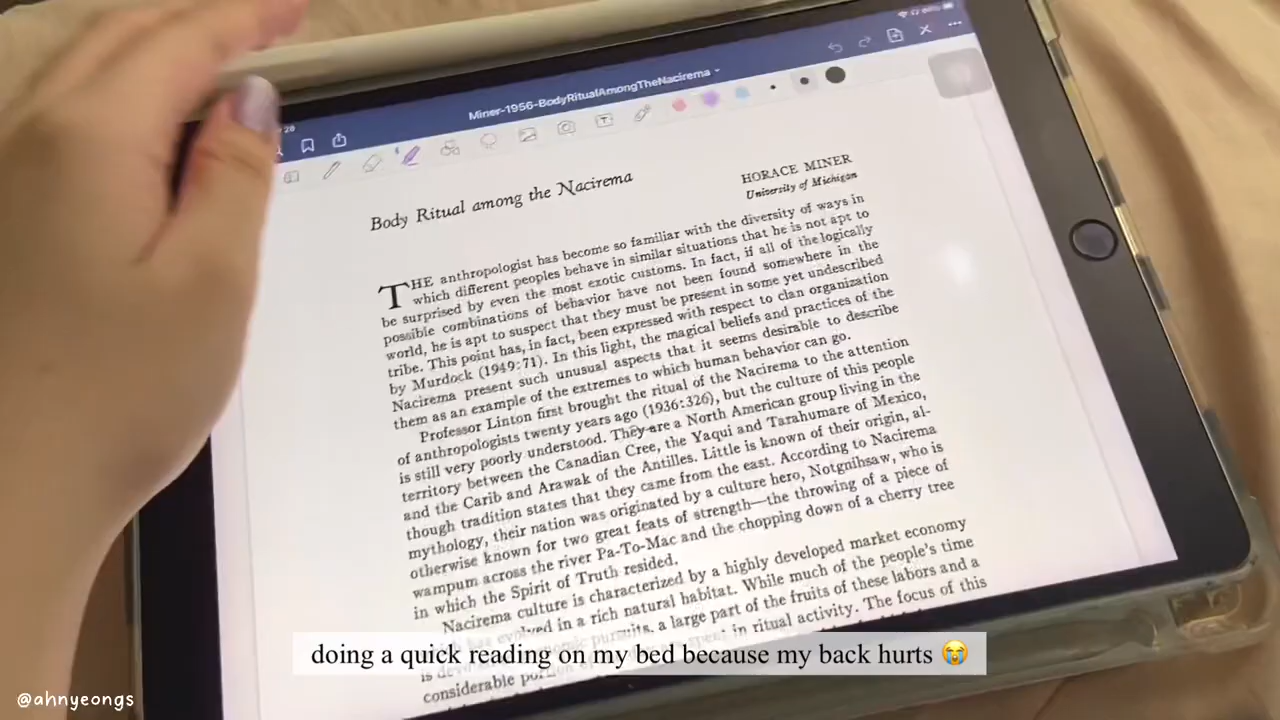 28
Miner-1956-BodyRitualAmongTheNacirema
Body Ritual among the Nacirema
HORACE MINER
University of Michigan
THE anthropologist has become so familiar with the diversity of ways in
which different peoples behave in similar situations that he is not apt to
be surprised by even the most exotic customs. In fact, if all of the logically
possible combinations of behavior have not been found somewhere in the
world, he is apt to suspect that they must be present in some yet undescribed
tribe. This point has, in fact, been expressed with respect to clan organization
by Murdock (1949:71). In this light, the magical beliefs and practices of the
Nacirema present such unusual aspects that it seems desirable to describe
them as an example of the extremes to which human behavior can go.
Professor Linton first brought the ritual of the Nacirema to the attention
of anthropologists twenty years ago (1936:326), but the culture of this people
is still very poorly understood. They are a North American group living in the
territory between the Canadian Cree, the Yaqui and Tarahumare of Mexico,
and the Carib and Arawak of the Antilles. Little is known of their origin, al-
though tradition states that they came from the east. According to Nacirema
mythology, their nation was originated by a culture hero, Notgnihsaw, who is
otherwise known for two great feats of strength—the throwing of a piece of
wampum across the river Pa-To-Mac and the chopping down of a cherry tree
in which the Spirit of Truth resided.
Nacirema culture is characterized by a highly developed market economy
which has evolved in a rich natural habitat. While much of the people's time
is devoted to economic pursuits, a large part of the fruits of these labors and a
considerable portion of the day are spent in ritual activity. The focus of this
doing a quick reading on my bed because my back hurts 😭
@ahnyeongs